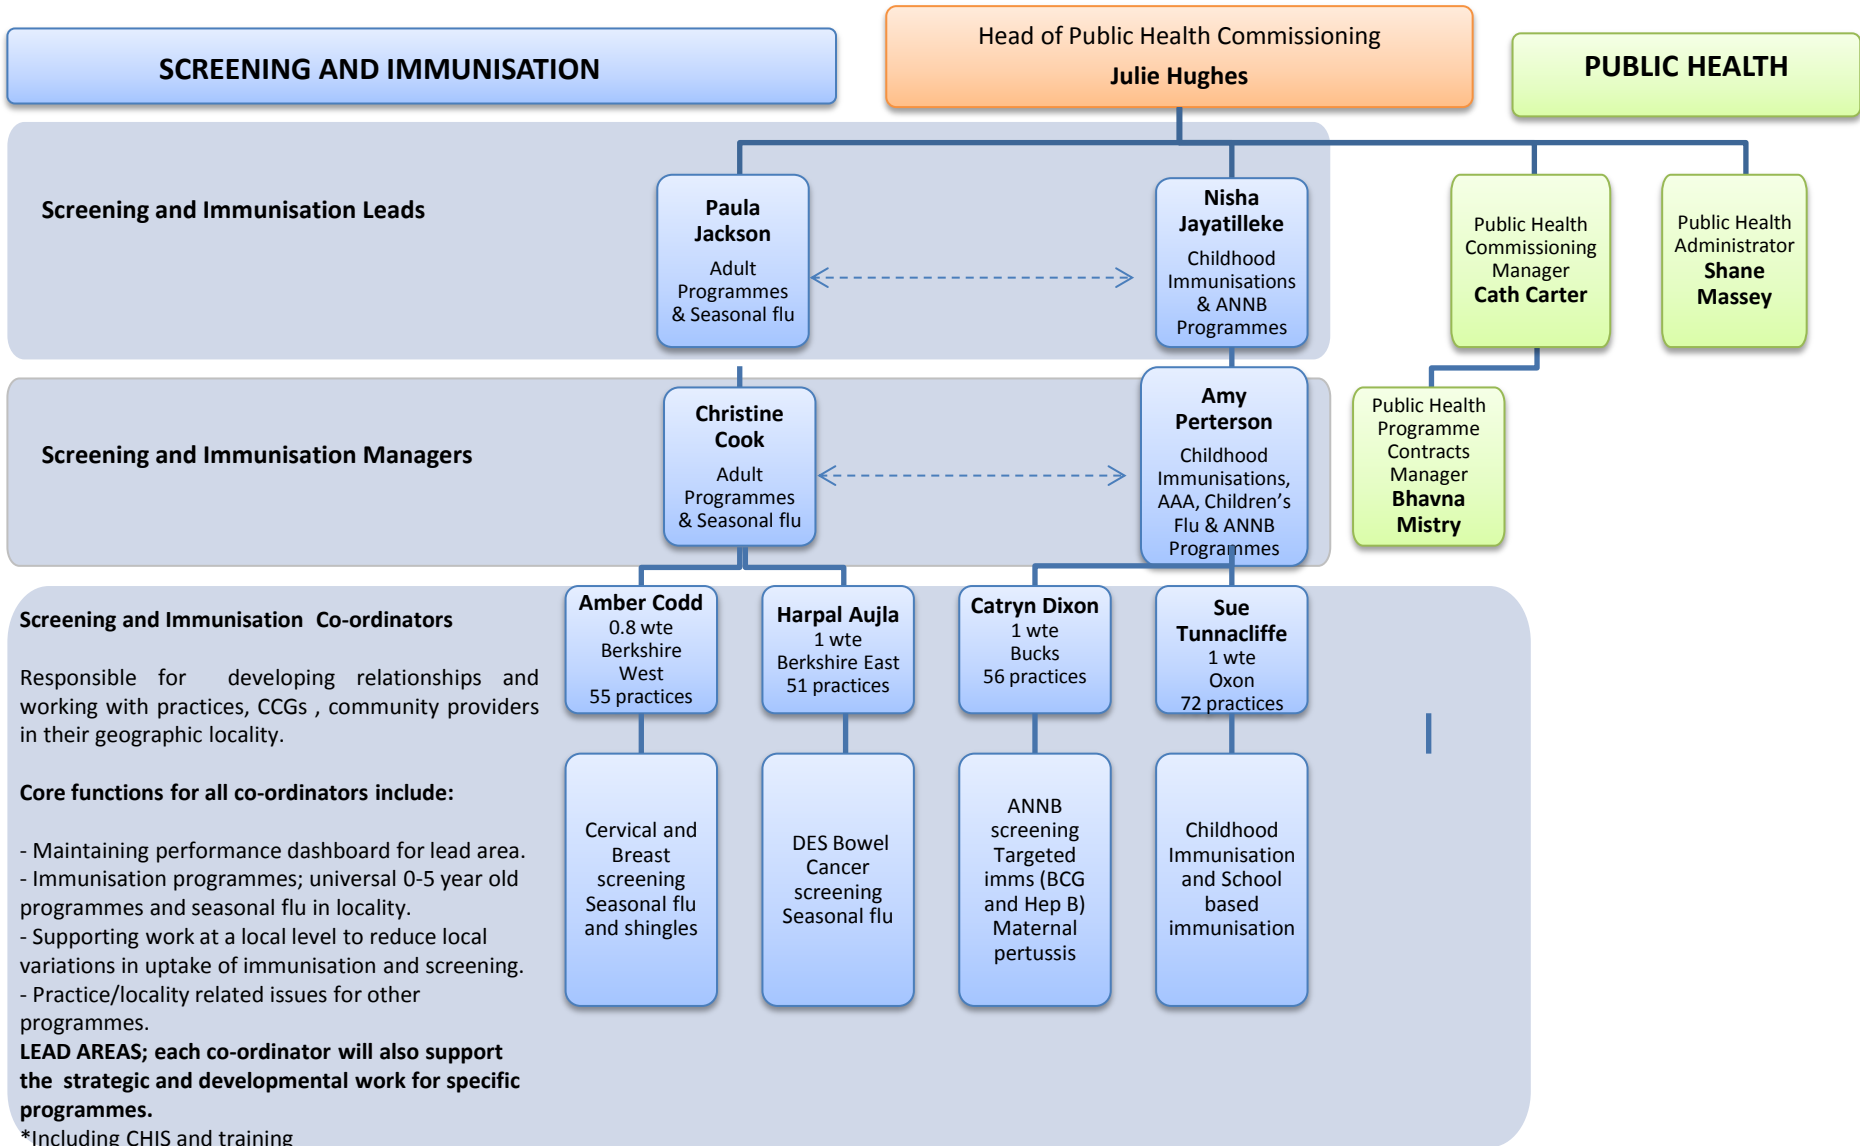 SCREENING AND IMMUNISATION
Head of Public Health Commissioning
Julie Hughes
PUBLIC HEALTH
Screening and Immunisation Leads
Paula
Jackson
Adult
Programmes
& Seasonal flu
Nisha
Jayatilleke
Childhood
Immunisations
& ANNB
Programmes
Public Health
Commissioning
Manager
Cath Carter
Public Health
Administrator
Shane
Massey
Screening and Immunisation Managers
Christine
Cook
Adult
Programmes
& Seasonal flu
Amy
Perterson
Childhood
Immunisations,
AAA, Children’s
Flu & ANNB
Programmes
Public Health
Programme
Contracts
Manager
Bhavna
Mistry
Screening and Immunisation Co-ordinators
Responsible for developing relationships and
working with practices, CCGs , community providers
in their geographic locality.
Core functions for all co-ordinators include:
- Maintaining performance dashboard for lead area.
- Immunisation programmes; universal 0-5 year old
programmes and seasonal flu in locality.
- Supporting work at a local level to reduce local
variations in uptake of immunisation and screening.
- Practice/locality related issues for other
programmes.
LEAD AREAS; each co-ordinator will also support
the strategic and developmental work for specific
programmes.
*Including CHIS and training
Amber Codd
0.8 wte
Berkshire
West
55 practices
Harpal Aujla
1 wte
Berkshire East
51 practices
Catryn Dixon
1 wte
Bucks
56 practices
Sue
Tunnacliffe
1 wte
Oxon
72 practices
Cervical and
Breast
screening
Seasonal flu
and shingles
DES Bowel
Cancer
screening
Seasonal flu
ANNB
screening
Targeted
imms (BCG
and Hep B)
Maternal
pertussis
Childhood
Immunisation
and School
based
immunisation